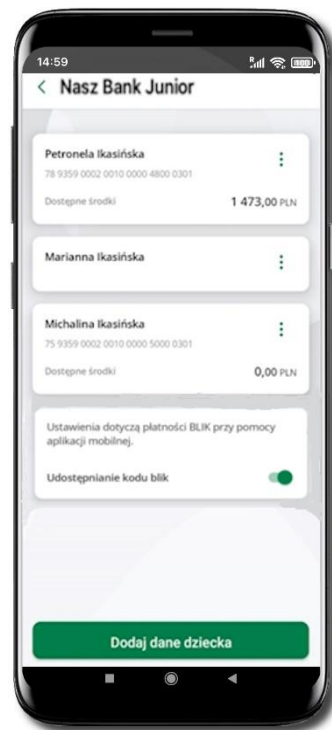 14:59
Nasz Bank Junior
Petronela Ikasińska
78 9359 0002 0010 0000 4800 0301
Dostępne środki 1 473,00 PLN
Marianna Ikasińska
Michalina Ikasińska
75 9359 0002 0010 0000 5000 0301
Dostępne środki 0,00 PLN
Ustawienia dotyczą płatności BLIK przy pomocy
aplikacji mobilnej.
Udostępnianie kodu blik
Dodaj dane dziecka